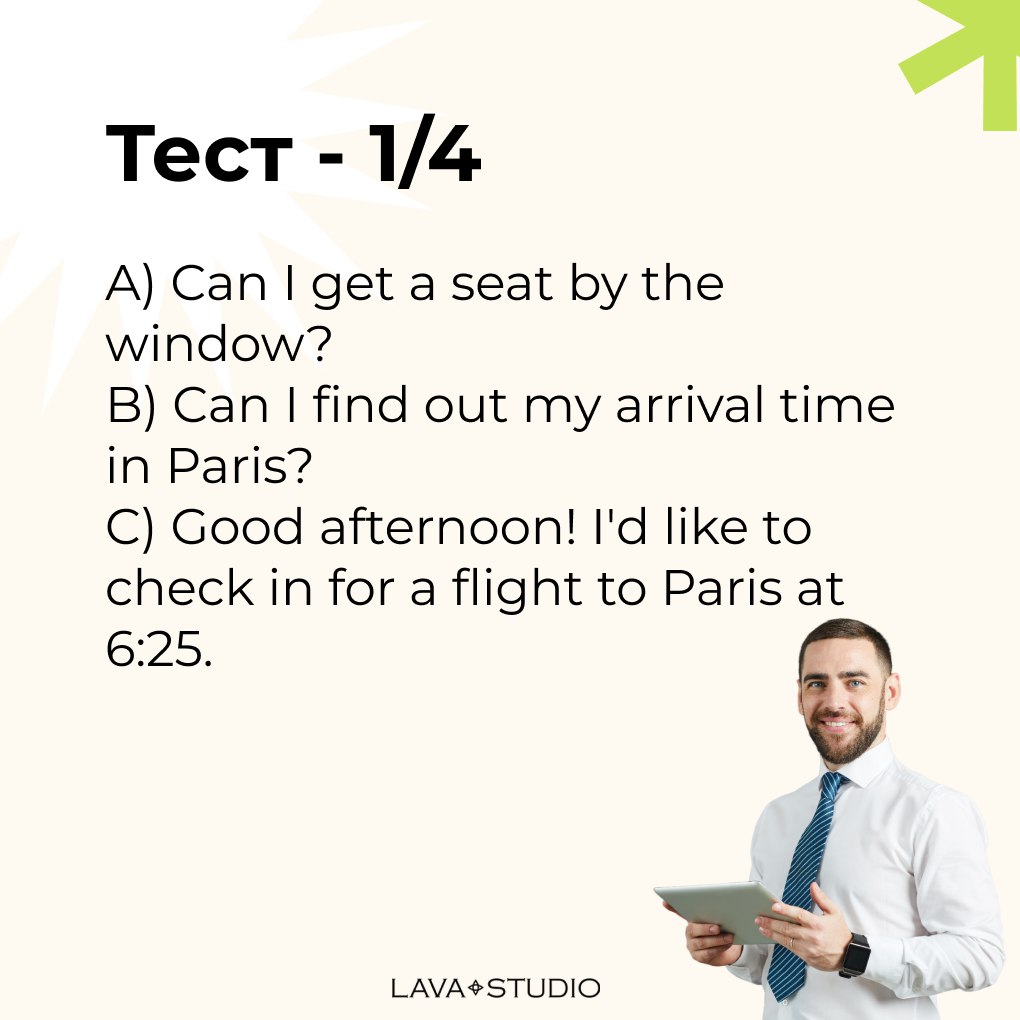 Тест - 1/4
A) Can I get a seat by the
window?
B) Can I find out my arrival time
in Paris?
C) Good afternoon! I'd like to
check in for a flight to Paris at
6:25.
LAVA STUDIO